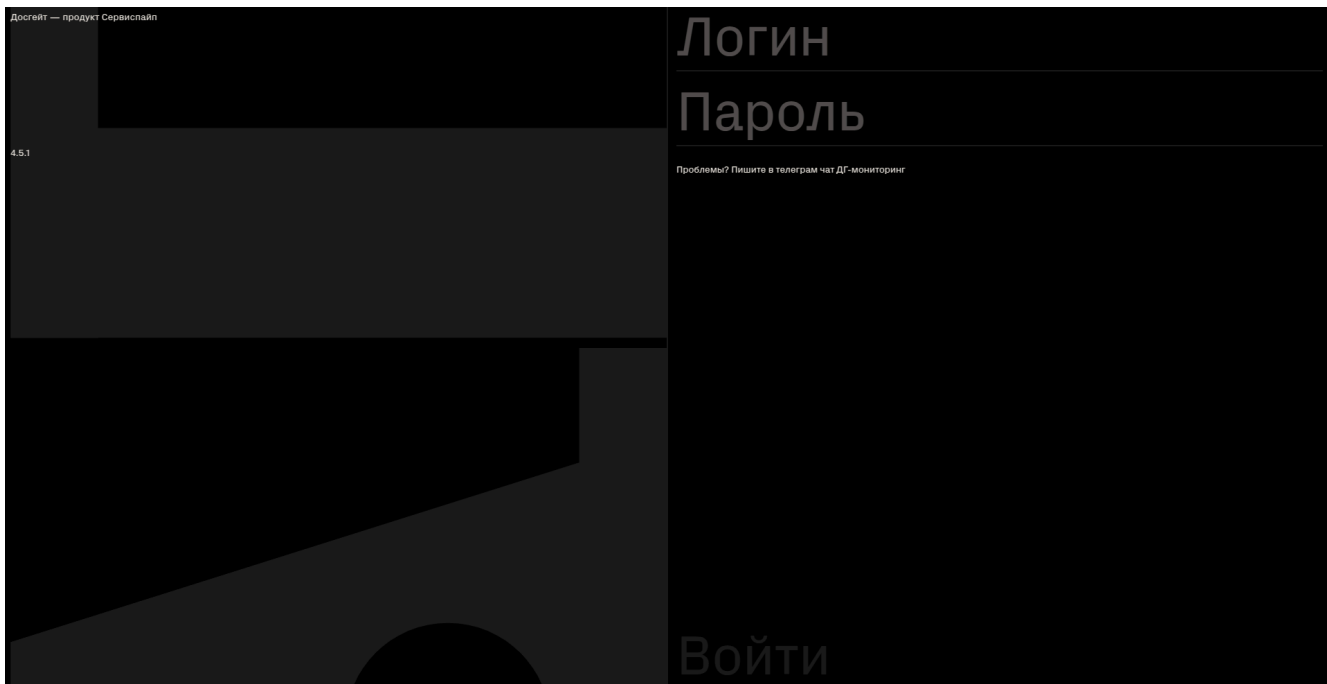 Досгейт — продукт Сервиспайп
4.5.1
Логин
Пароль
Проблемы? Пишите в телеграм чат ДГ-мониторинг
Войти